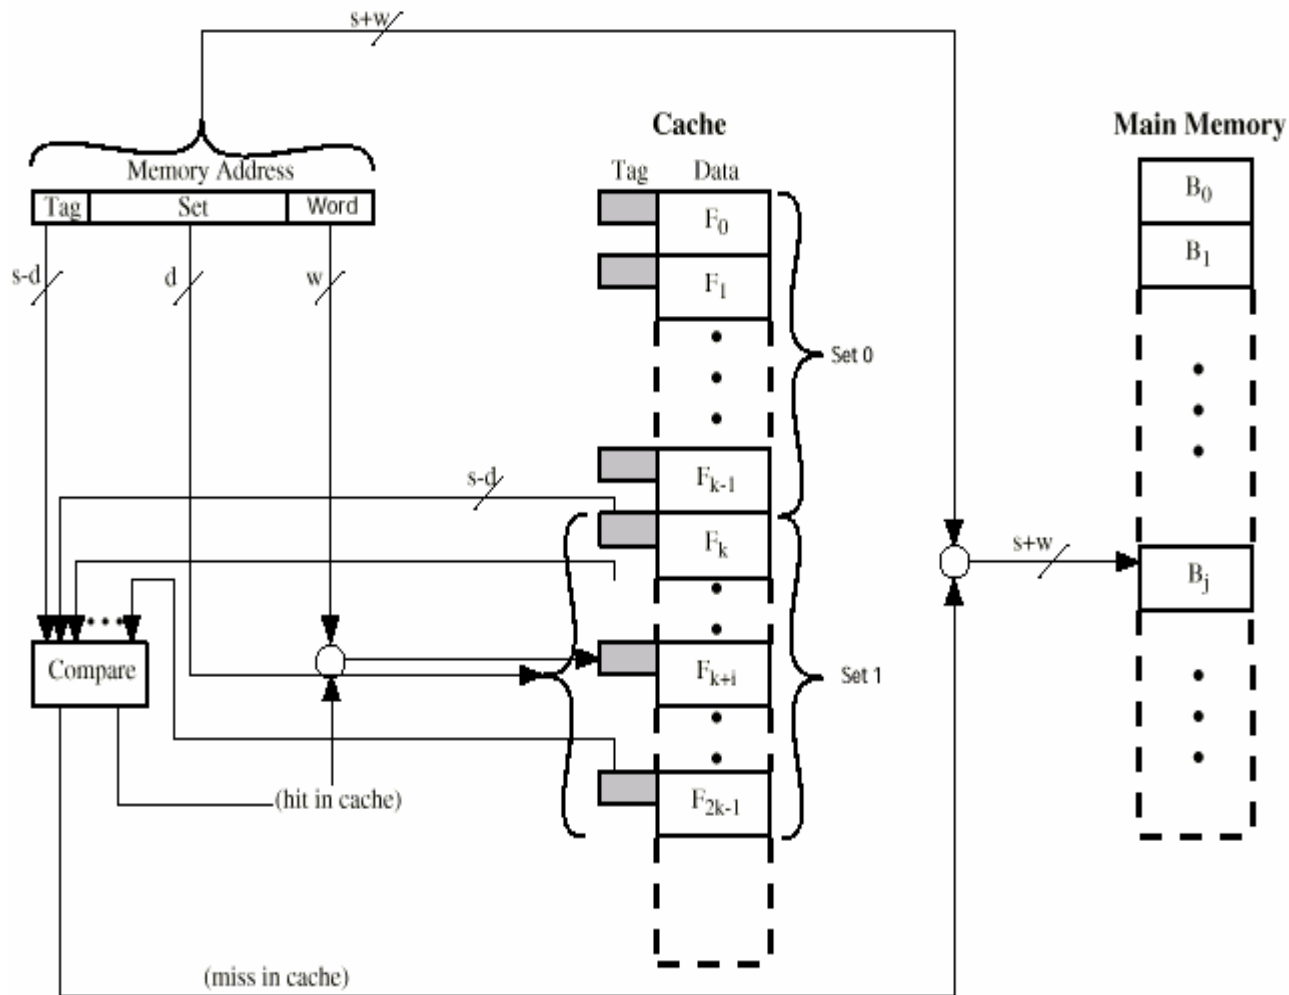 s+w
Cache
Main Memory
Memory Address
Tag Data
Tag Set Word
F0
B0
s-d d w
F1
B1
Set 0
s-d
Fk-1
Fk
s+w
Bj
Compare
Fk+i
Set 1
(hit in cache)
F2k-1
(miss in cache)